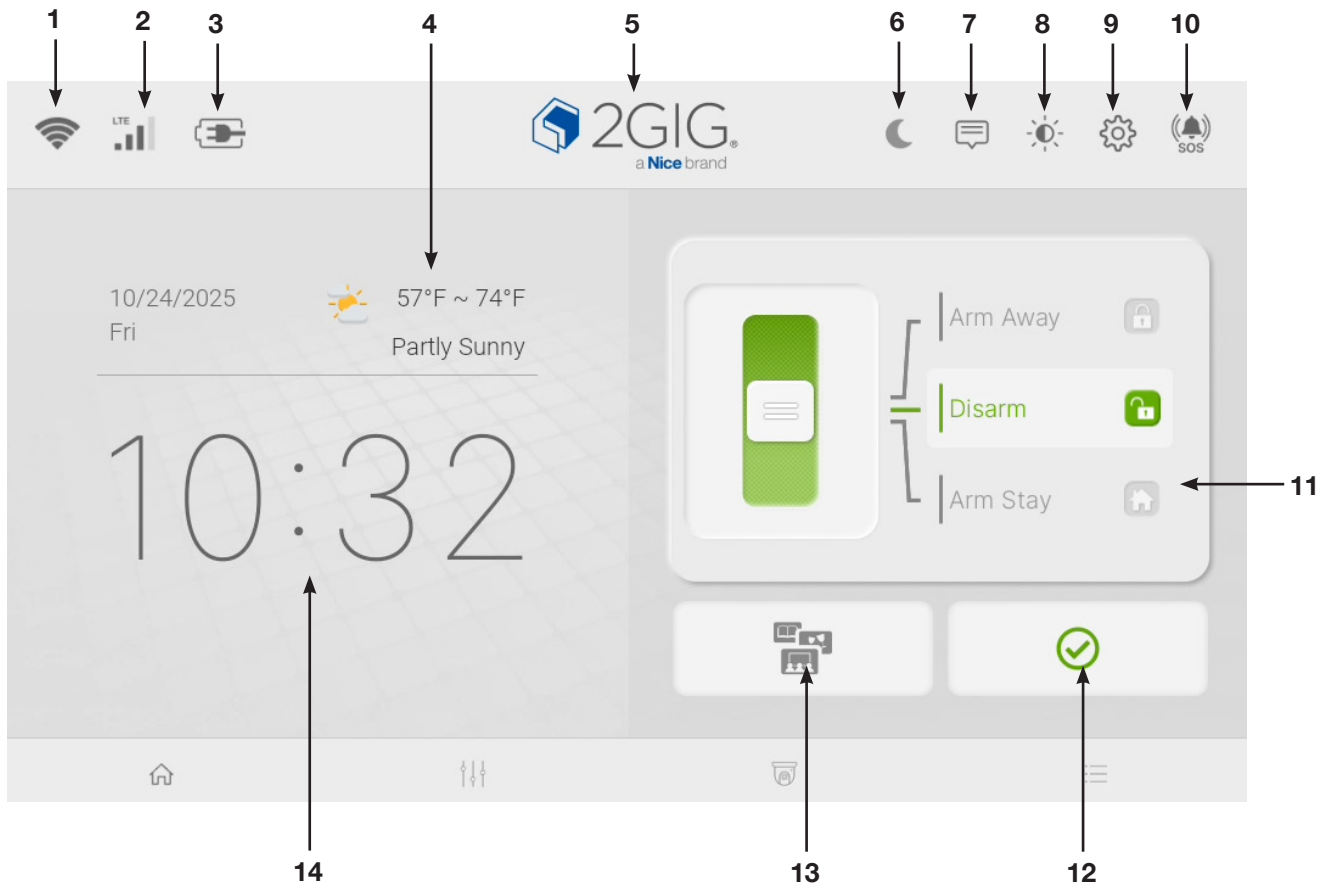 1 2 3 4 5 6 7 8 9 10
LTE
2GIG®
a Nice brand
SOS
10/24/2025
Fri
57°F ~ 74°F
Partly Sunny
10:32
Arm Away
Disarm
Arm Stay
11
14 13 12